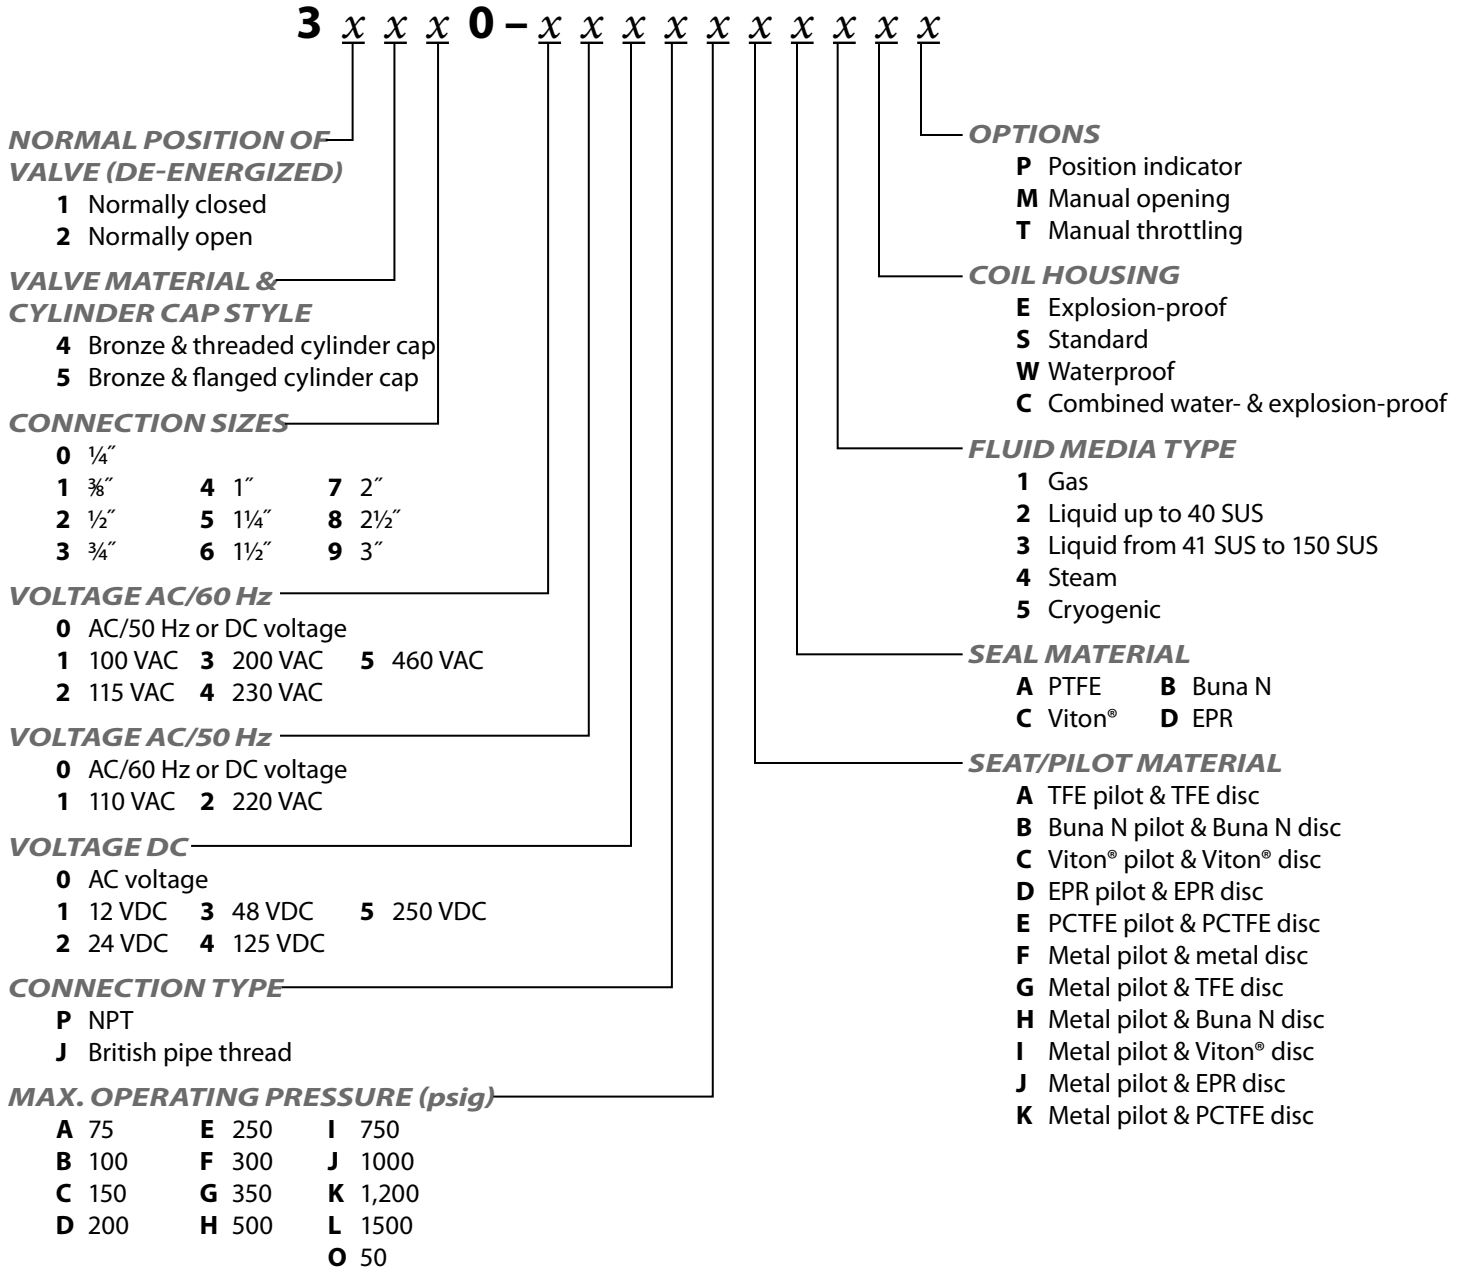 3 x x x 0 – x x x x x x x x x x
NORMAL POSITION OF
VALVE (DE-ENERGIZED)
1 Normally closed
2 Normally open
VALVE MATERIAL &
CYLINDER CAP STYLE
4 Bronze & threaded cylinder cap
5 Bronze & flanged cylinder cap
CONNECTION SIZES
0 ¼˝
1 ⅜˝ 4 1˝ 7 2˝
2 ½˝ 5 1¼˝ 8 2½˝
3 ¾˝ 6 1½˝ 9 3˝
VOLTAGE AC/60 Hz
0 AC/50 Hz or DC voltage
1 100 VAC 3 200 VAC 5 460 VAC
2 115 VAC 4 230 VAC
VOLTAGE AC/50 Hz
0 AC/60 Hz or DC voltage
1 110 VAC 2 220 VAC
VOLTAGE DC
0 AC voltage
1 12 VDC 3 48 VDC 5 250 VDC
2 24 VDC 4 125 VDC
CONNECTION TYPE
P NPT
J British pipe thread
MAX. OPERATING PRESSURE (psig)
A 75 E 250 I 750
B 100 F 300 J 1000
C 150 G 350 K 1,200
D 200 H 500 L 1500
O 50
OPTIONS
P Position indicator
M Manual opening
T Manual throttling
COIL HOUSING
E Explosion-proof
S Standard
W Waterproof
C Combined water- & explosion-proof
FLUID MEDIA TYPE
1 Gas
2 Liquid up to 40 SUS
3 Liquid from 41 SUS to 150 SUS
4 Steam
5 Cryogenic
SEAL MATERIAL
A PTFE B Buna N
C Viton® D EPR
SEAT/PILOT MATERIAL
A TFE pilot & TFE disc
B Buna N pilot & Buna N disc
C Viton® pilot & Viton® disc
D EPR pilot & EPR disc
E PCTFE pilot & PCTFE disc
F Metal pilot & metal disc
G Metal pilot & TFE disc
H Metal pilot & Buna N disc
I Metal pilot & Viton® disc
J Metal pilot & EPR disc
K Metal pilot & PCTFE disc